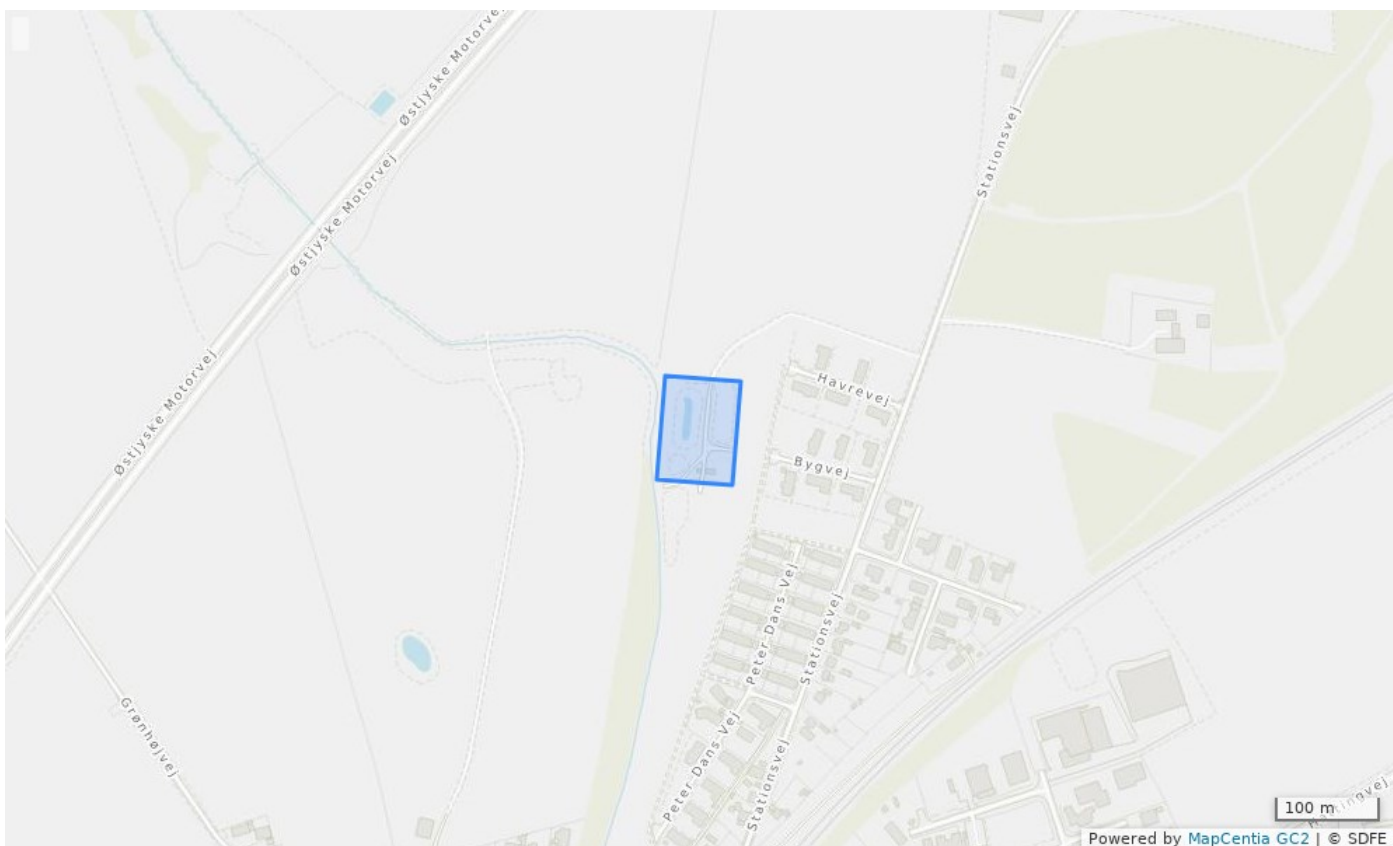 Østjyske Motorvej
Stationsvej
Østjyske Motorvej
Østjyske Motorvej
Havrevej
Bygvej
Peter Dans Vej
Stationsvej
Grønhøjvej
Peter Dans Vej
Stationsvej
100 m
Powered by MapCentia GC2 | © SDFE